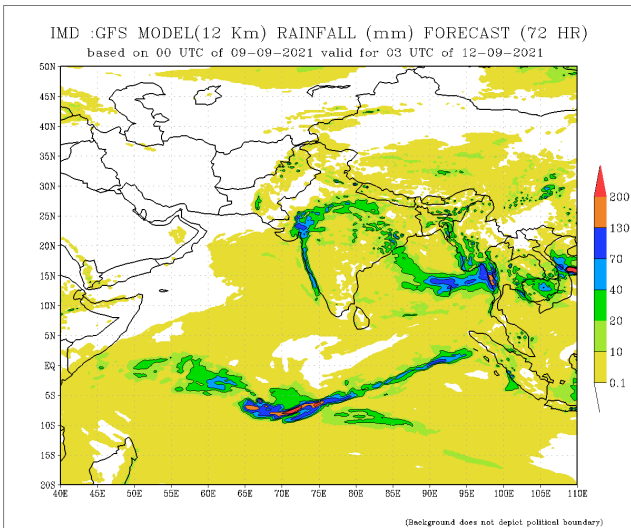 IMD :GFS MODEL(12 Km) RAINFALL (mm) FORECAST (72 HR)
based on 00 UTC of 09-09-2021 valid for 03 UTC of 12-09-2021
50N
45N
40N
35N
30N
25N
20N
15N
10N
5N
EQ
5S
10S
15S
20S
40E 45E 50E 55E 60E 65E 70E 75E 80E 85E 90E 95E 100E 105E 110E
200
130
70
40
20
10
0.1
(Background does not depict political boundary)